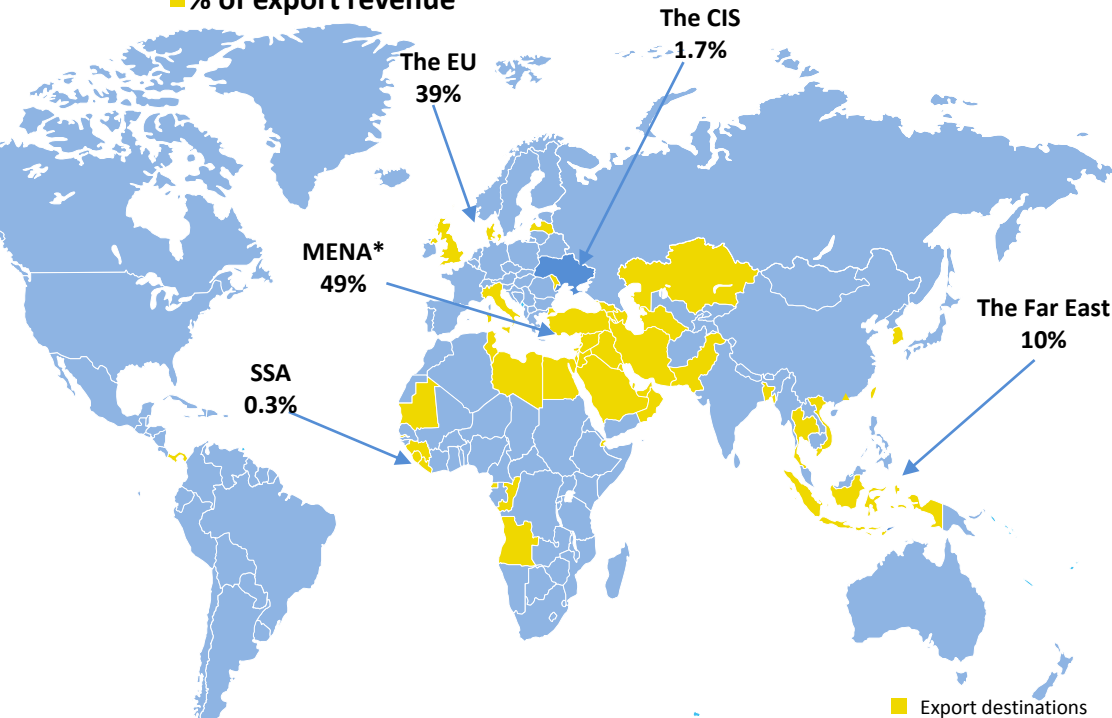 % of export revenue
The CIS
1.7%
The EU
39%
MENA*
49%
The Far East
10%
SSA
0.3%
Export destinations